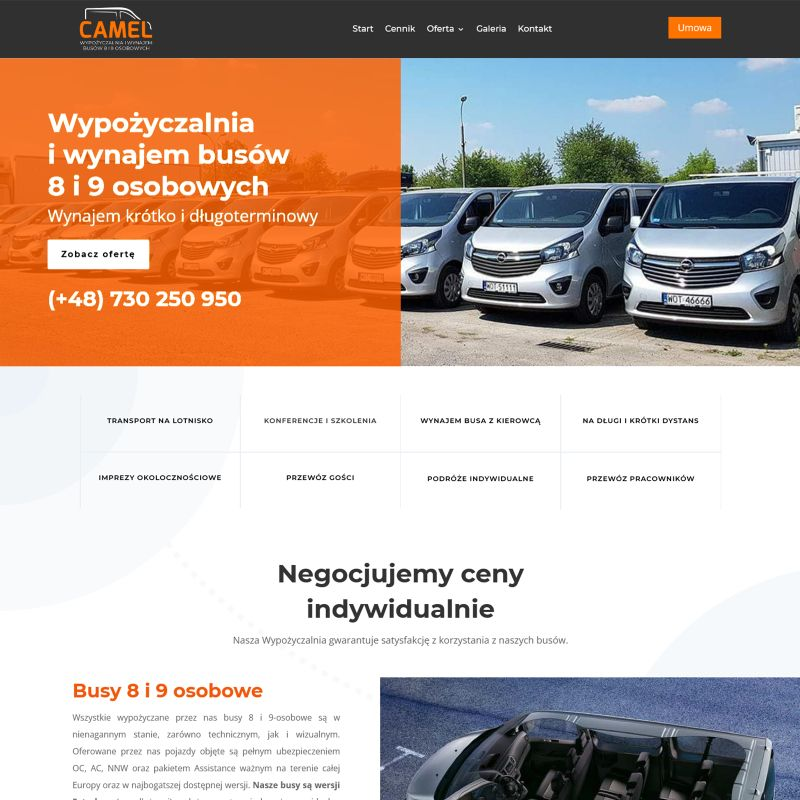 CAMEL
WYPOŻYCZALNIA I WYNAJEM
BUSÓW 8 I 9 OSOBOWYCH
Start Cennik Oferta Galeria Kontakt
Umowa
Wypożyczalnia
i wynajem busów
8 i 9 osobowych
Wynajem krótko i długoterminowy
Zobacz ofertę
(+48) 730 250 950
WOT 51111
WOT 46666
TRANSPORT NA LOTNISKO
KONFERENCJE I SZKOLENIA
WYNAJEM BUSA Z KIEROWCĄ
NA DŁUGI I KRÓTKI DYSTANS
IMPREZY OKOLOCZNOŚCIOWE
PRZEWÓZ GOŚCI
PODRÓŻE INDYWIDUALNE
PRZEWÓZ PRACOWNIKÓW
Negocjujemy ceny
indywidualnie
Nasza Wypożyczalnia gwarantuje satysfakcję z korzystania z naszych busów.
Busy 8 i 9 osobowe
Wszystkie wypożyczane przez nas busy 8 i 9-osobowe są w
nienagannym stanie, zarówno technicznym, jak i wizualnym.
Oferowane przez nas pojazdy objęte są pełnym ubezpieczeniem
OC, AC, NNW oraz pakietem Assistance ważnym na terenie całej
Europy oraz w najbogatszej dostępnej wersji. Nasze busy są wersji